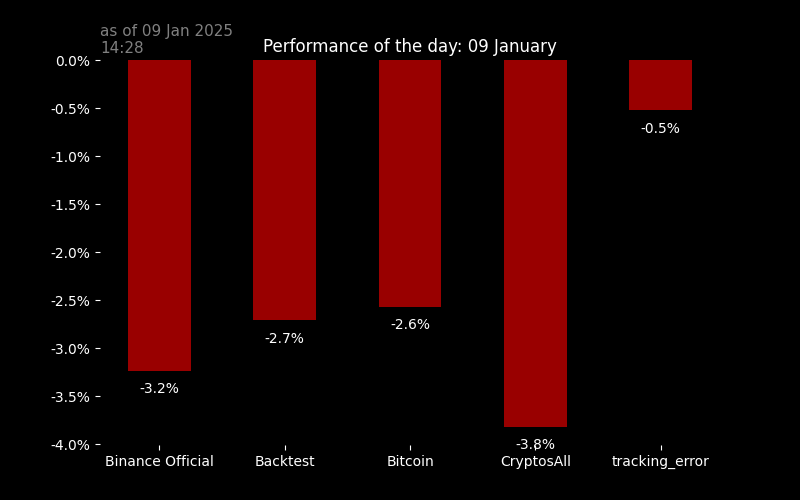 as of 09 Jan 2025
14:28
Performance of the day: 09 January
0.0%
-0.5%
-1.0%
-1.5%
-2.0%
-2.5%
-3.0%
-3.5%
-4.0%
-3.2%
-2.7%
-2.6%
-3.8%
-0.5%
Binance Official
Backtest
Bitcoin
CryptosAll
tracking_error